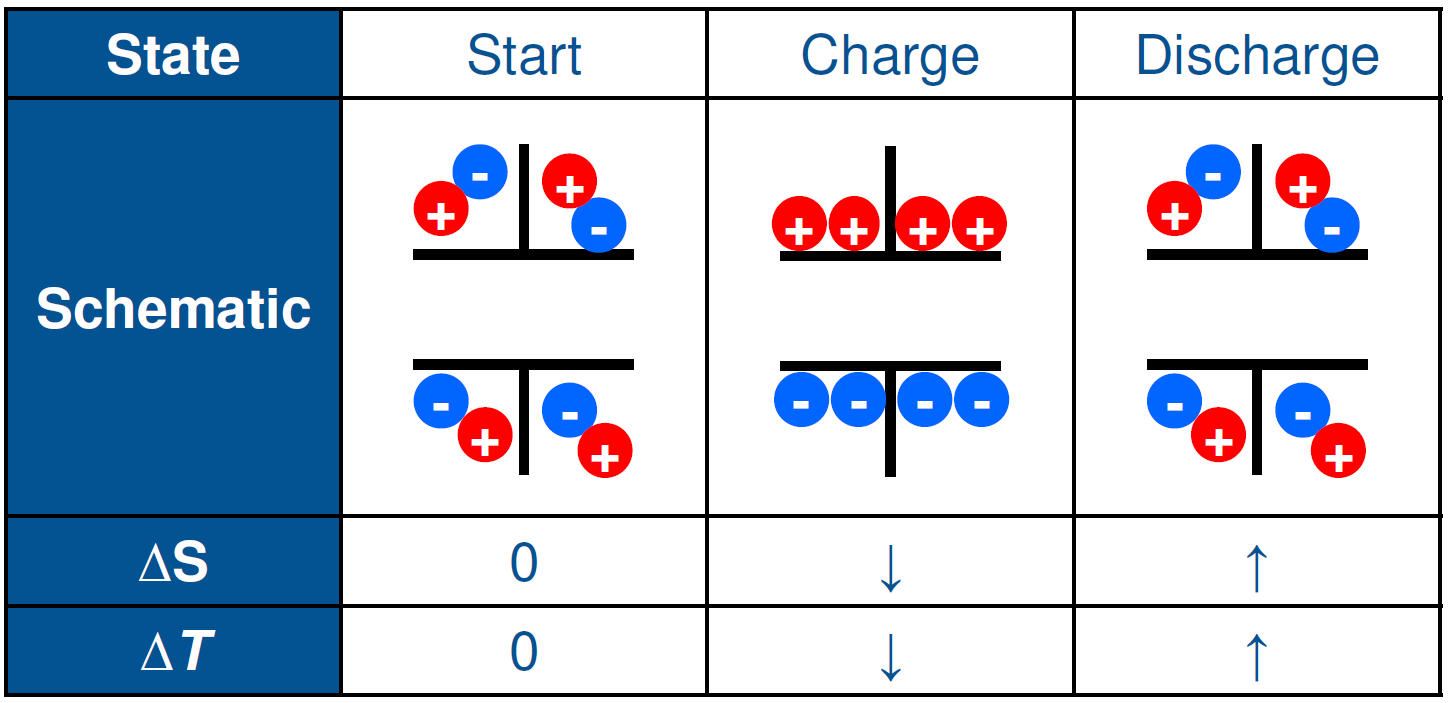 State Start Charge Discharge
Schematic
- + + + + + - +
+ - + -
- - - - - - - -
+ + + +
ΔS 0 ↓ ↑
ΔT 0 ↓ ↑